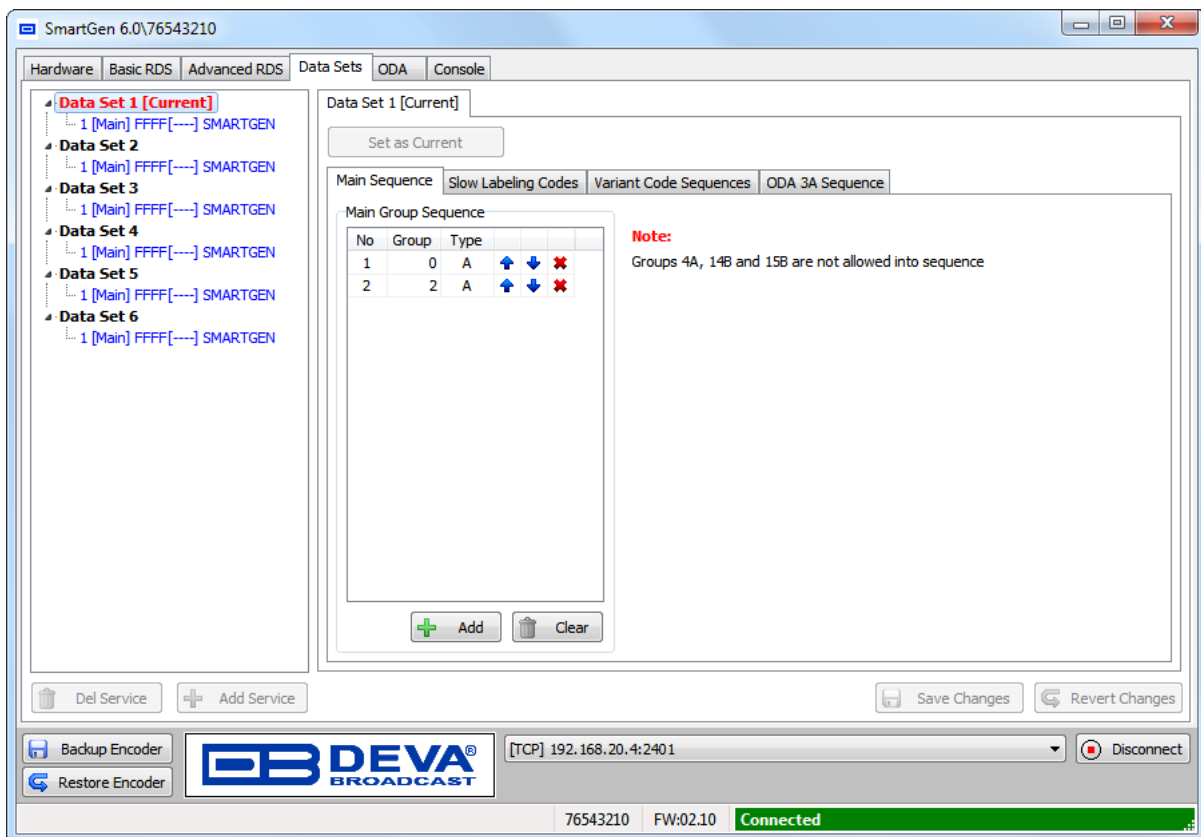 SmartGen 6.0\76543210
Hardware Basic RDS Advanced RDS Data Sets ODA Console
Data Set 1 [Current]
1 [Main] FFFF[----] SMARTGEN
Data Set 2
1 [Main] FFFF[----] SMARTGEN
Data Set 3
1 [Main] FFFF[----] SMARTGEN
Data Set 4
1 [Main] FFFF[----] SMARTGEN
Data Set 5
1 [Main] FFFF[----] SMARTGEN
Data Set 6
1 [Main] FFFF[----] SMARTGEN
Data Set 1 [Current]
Set as Current
Main Sequence Slow Labeling Codes Variant Code Sequences ODA 3A Sequence
Main Group Sequence
No Group Type
1 0 A
2 2 A
Note:
Groups 4A, 14B and 15B are not allowed into sequence
Add Clear
Del Service Add Service Save Changes Revert Changes
Backup Encoder
Restore Encoder
DEVA®
BROADCAST
[TCP] 192.168.20.4:2401
Disconnect
76543210 FW:02.10 Connected